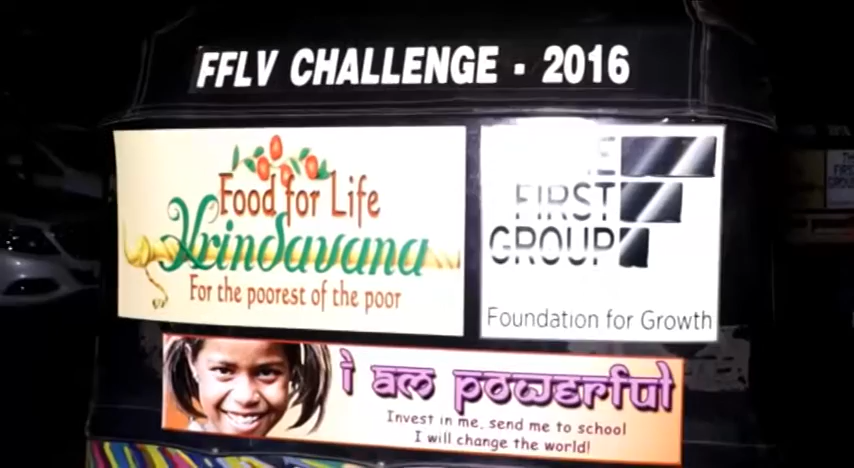 FFLV CHALLENGE - 2016
Food for Life
Vrindavana
For the poorest of the poor
THE
FIRST
GROUP
Foundation for Growth
i am powerful
Invest in me, send me to school
I will change the world!